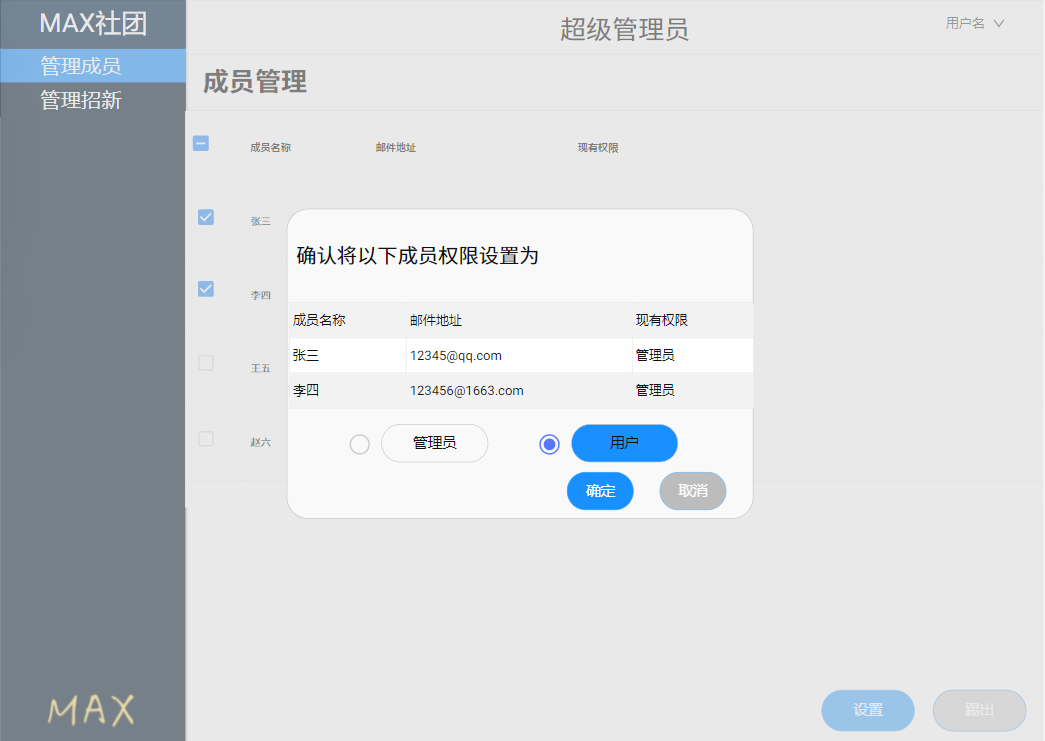 MAX社团
超级管理员
用户名
管理成员
管理招新
成员管理
成员名称 邮件地址 现有权限
张三
李四
王五
赵六
确认将以下成员权限设置为
成员名称 邮件地址 现有权限
张三 12345@qq.com 管理员
李四 123456@1663.com 管理员
管理员 用户
确定 取消
MAX
设置 踢出